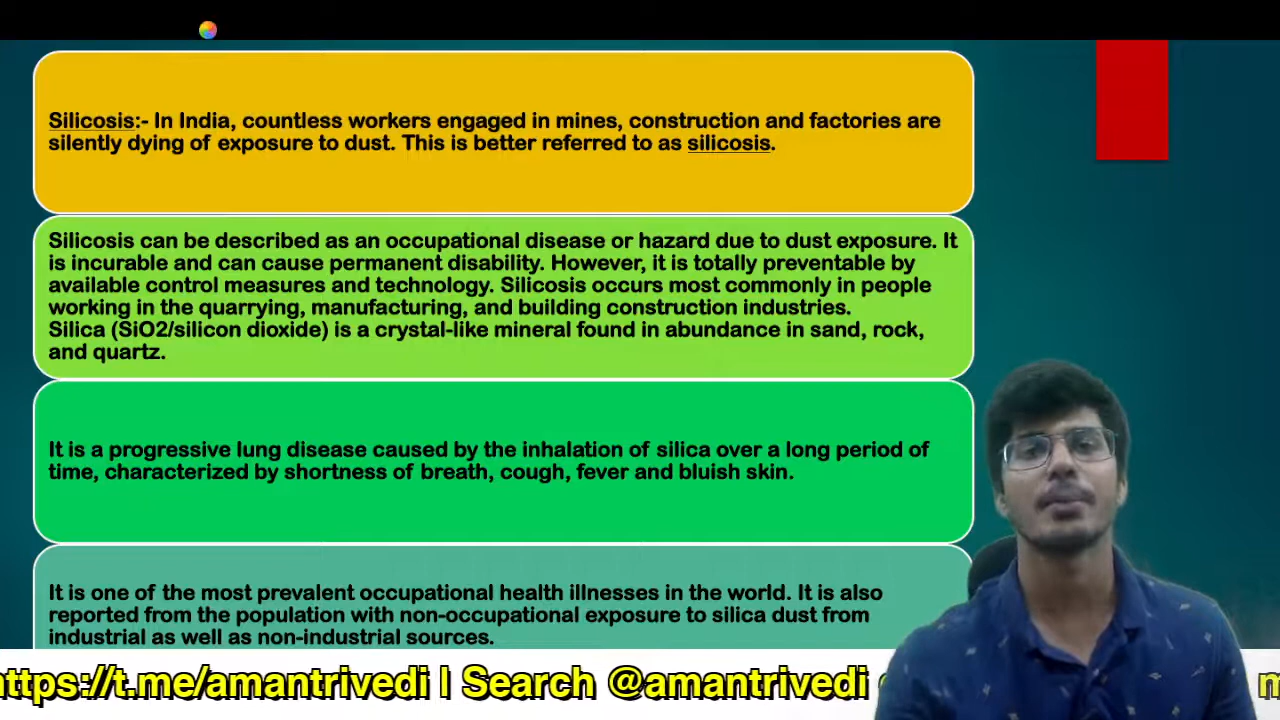 Silicosis:- In India, countless workers engaged in mines, construction and factories are
silently dying of exposure to dust. This is better referred to as silicosis.
Silicosis can be described as an occupational disease or hazard due to dust exposure. It
is incurable and can cause permanent disability. However, it is totally preventable by
available control measures and technology. Silicosis occurs most commonly in people
working in the quarrying, manufacturing, and building construction industries.
Silica (SiO2/silicon dioxide) is a crystal-like mineral found in abundance in sand, rock,
and quartz.
It is a progressive lung disease caused by the inhalation of silica over a long period of
time, characterized by shortness of breath, cough, fever and bluish skin.
It is one of the most prevalent occupational health illnesses in the world. It is also
reported from the population with non-occupational exposure to silica dust from
industrial as well as non-industrial sources.
https://t.me/amantrivedi | Search @amantrivedi